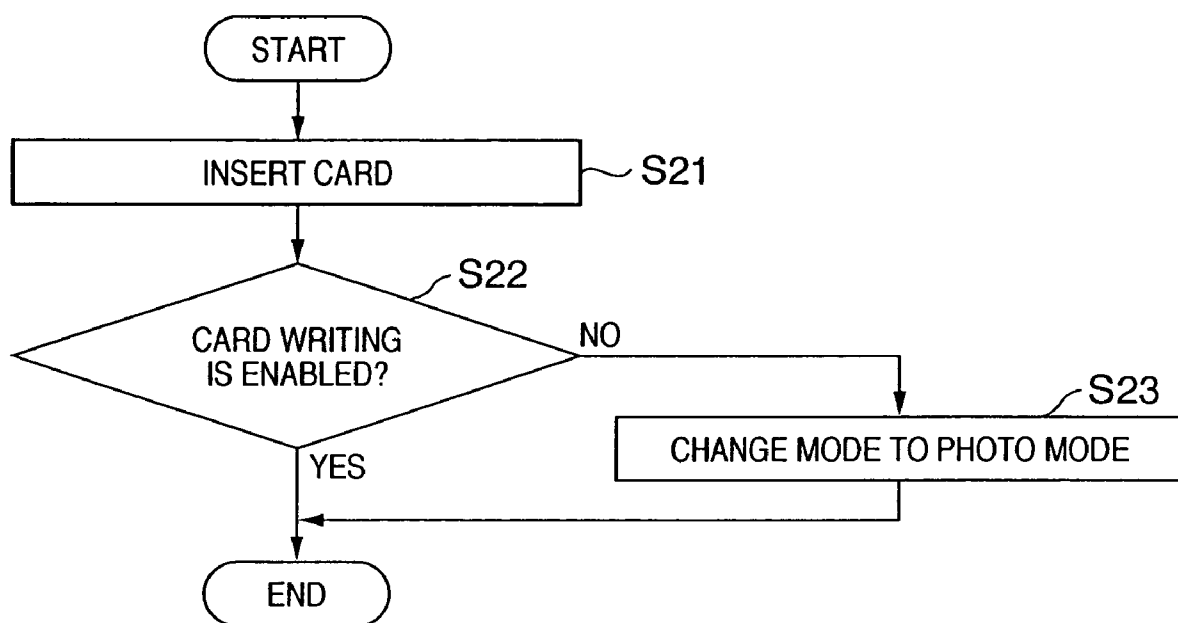 START
INSERT CARD
S21
S22
CARD WRITING
IS ENABLED?
NO
S23
CHANGE MODE TO PHOTO MODE
YES
END